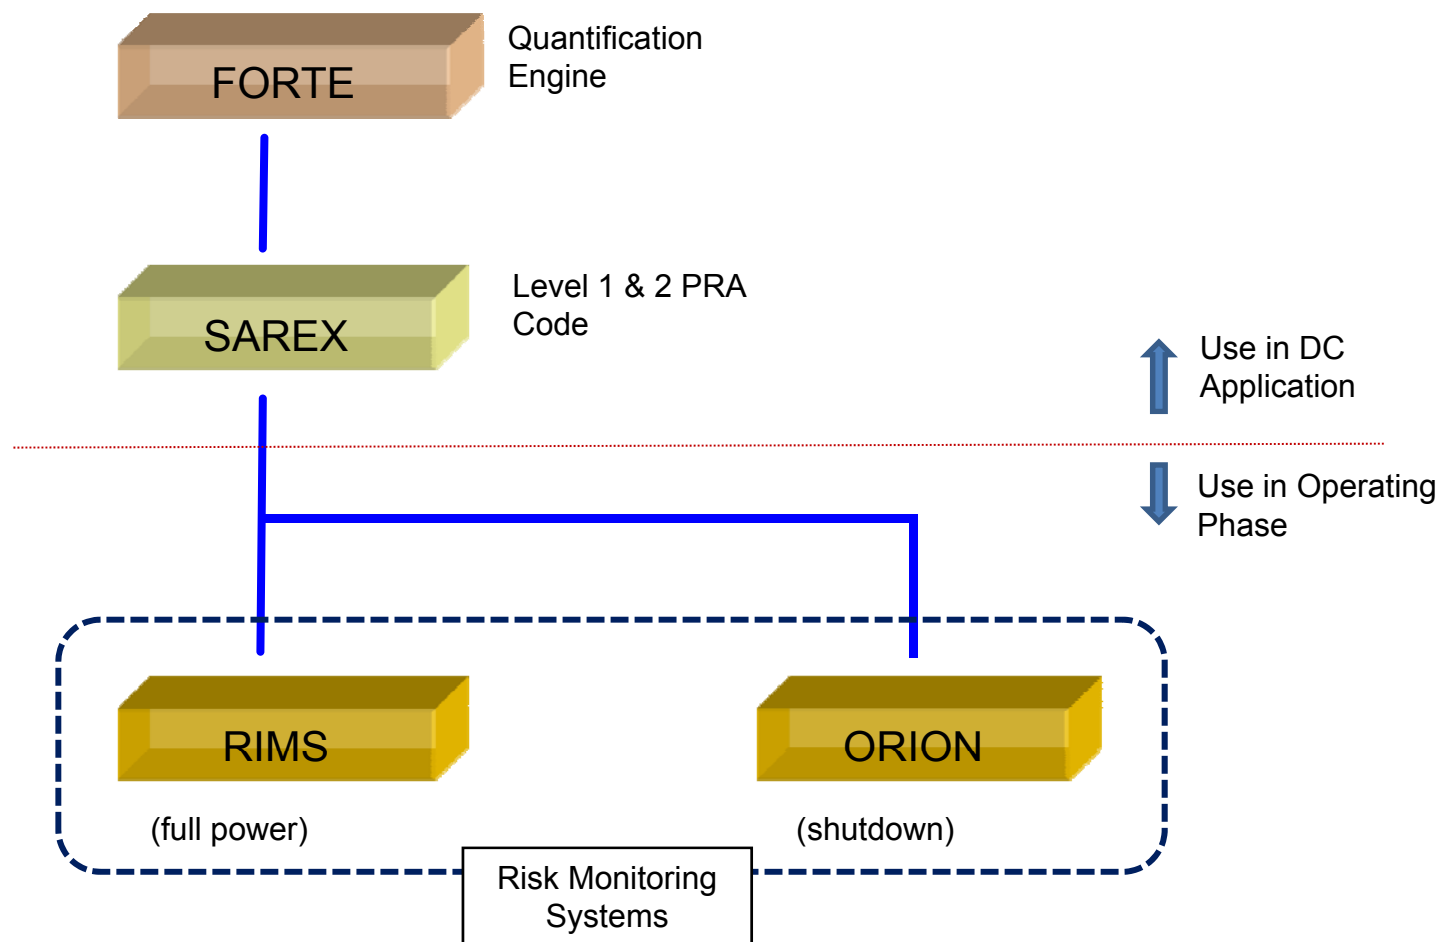 FORTE
Quantification
Engine
SAREX
Level 1 & 2 PRA
Code
Use in DC
Application
Use in Operating
Phase
RIMS
ORION
(full power)
(shutdown)
Risk Monitoring
Systems